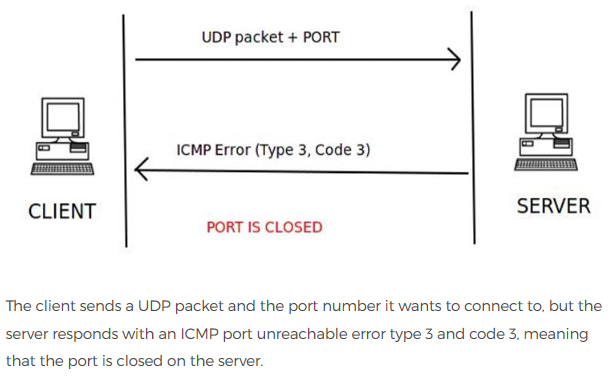 UDP packet + PORT
ICMP Error (Type 3, Code 3)
CLIENT
SERVER
PORT IS CLOSED
The client sends a UDP packet and the port number it wants to connect to, but the
server responds with an ICMP port unreachable error type 3 and code 3, meaning
that the port is closed on the server.